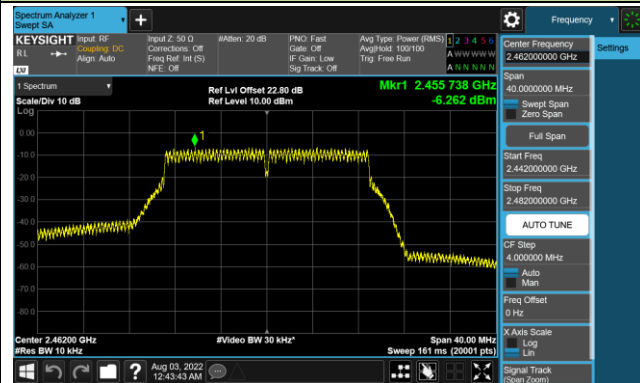 Spectrum Analyzer 1
Swept SA
+
Frequency
KEYSIGHT
Input: RF
Input Z: 50 Ω
#Atten: 20 dB
PNO: Fast
Avg Type: Power (RMS)
1 2 3 4 5 6
RL
Coupling: DC
Corrections: Off
Gate: Off
Avg|Hold: 100/100
A W W W W W
Align: Auto
Freq Ref: Int (S)
IF Gain: Low
Trig: Free Run
NFE: Off
Sig Track: Off
A N N N N N
LXI
Center Frequency
2.462000000 GHz
Settings
Span
40.0000000 MHz
Swept Span
Zero Span
Full Span
Start Freq
2.442000000 GHz
Stop Freq
2.482000000 GHz
AUTO TUNE
CF Step
4.000000 MHz
Auto
Man
Freq Offset
0 Hz
X Axis Scale
Log
Lin
Signal Track
(Span Zoom)
1 Spectrum
Ref Lvl Offset 22.80 dB
Mkr1 2.455 738 GHz
Scale/Div 10 dB
Ref Level 10.00 dBm
-6.262 dBm
Log
1
0.00
-10.0
-20.0
-30.0
-40.0
-50.0
-60.0
-70.0
-80.0
Center 2.46200 GHz
#Video BW 30 kHz*
Span 40.00 MHz
#Res BW 10 kHz
Sweep 161 ms (20001 pts)
?
Aug 03, 2022
12:43:43 AM